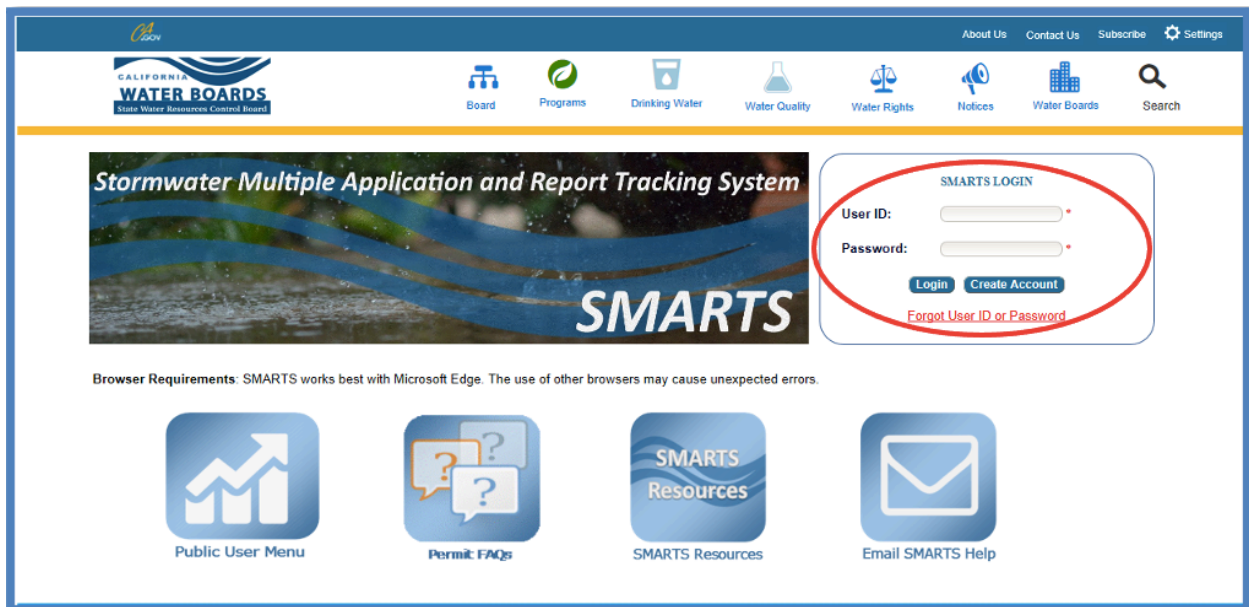 CA.GOV
About Us Contact Us Subscribe Settings
CALIFORNIA
WATER BOARDS
State Water Resources Control Board
Board Programs Drinking Water Water Quality Water Rights Notices Water Boards Search
Stormwater Multiple Application and Report Tracking System
SMARTS
SMARTS LOGIN
User ID: *
Password: *
Login Create Account
Forgot User ID or Password
Browser Requirements: SMARTS works best with Microsoft Edge. The use of other browsers may cause unexpected errors.
? ?
SMARTS
Resources
Public User Menu Permit FAQs SMARTS Resources Email SMARTS Help